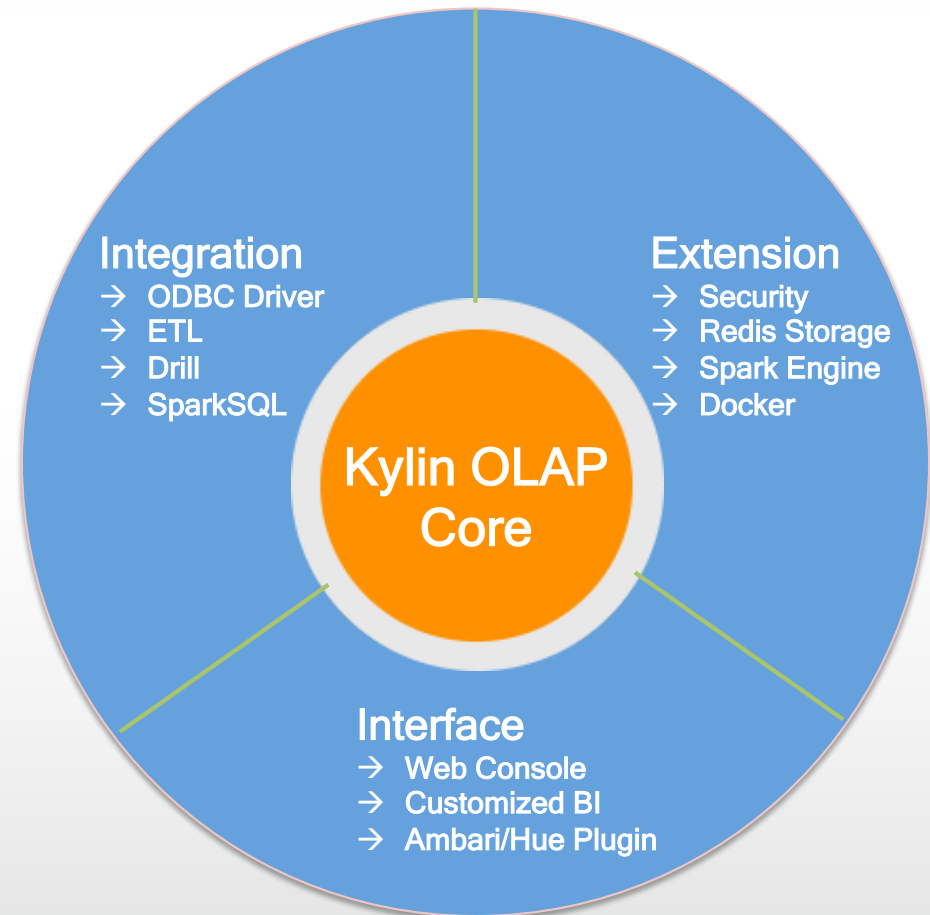 Integration
→ ODBC Driver
→ ETL
→ Drill
→ SparkSQL
Extension
→ Security
→ Redis Storage
→ Spark Engine
→ Docker
Kylin OLAP
Core
Interface
→ Web Console
→ Customized BI
→ Ambari/Hue Plugin